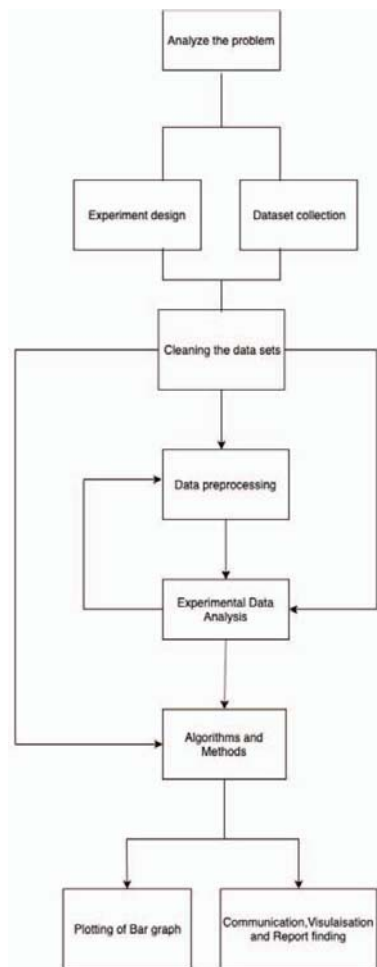 Analyze the problem
Experiment design
Dataset collection
Cleaning the data sets
Data preprocessing
Experimental Data
Analysis
Algorithms and
Methods
Plotting of Bar graph
Communication,Visulaisation
and Report finding